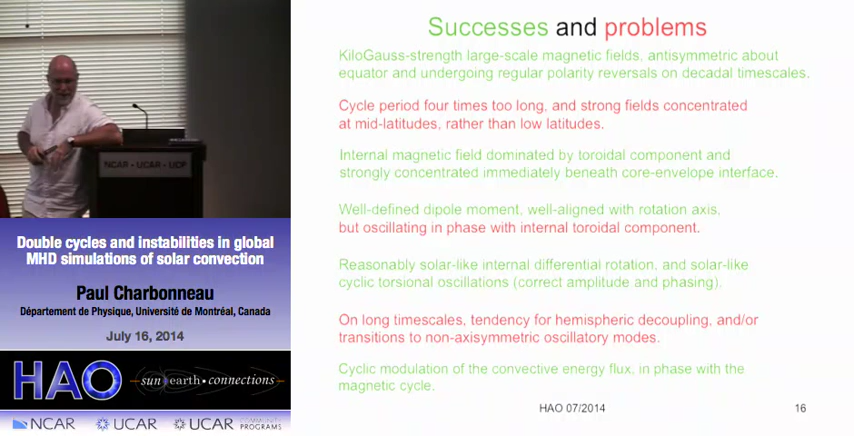 NCAR • UCAR • UCP
Double cycles and instabilities in global
MHD simulations of solar convection
Paul Charbonneau
Département de Physique, Université de Montréal, Canada
July 16, 2014
HAO
sun earth • connections
NCAR
UCAR
UCAR
COMMUNITY
PROGRAMS
Successes and problems
KiloGauss-strength large-scale magnetic fields, antisymmetric about
equator and undergoing regular polarity reversals on decadal timescales.
Cycle period four times too long, and strong fields concentrated
at mid-latitudes, rather than low latitudes.
Internal magnetic field dominated by toroidal component and
strongly concentrated immediately beneath core-envelope interface.
Well-defined dipole moment, well-aligned with rotation axis,
but oscillating in phase with internal toroidal component.
Reasonably solar-like internal differential rotation, and solar-like
cyclic torsional oscillations (correct amplitude and phasing).
On long timescales, tendency for hemispheric decoupling, and/or
transitions to non-axisymmetric oscillatory modes.
Cyclic modulation of the convective energy flux, in phase with the
magnetic cycle.
HAO 07/2014
16